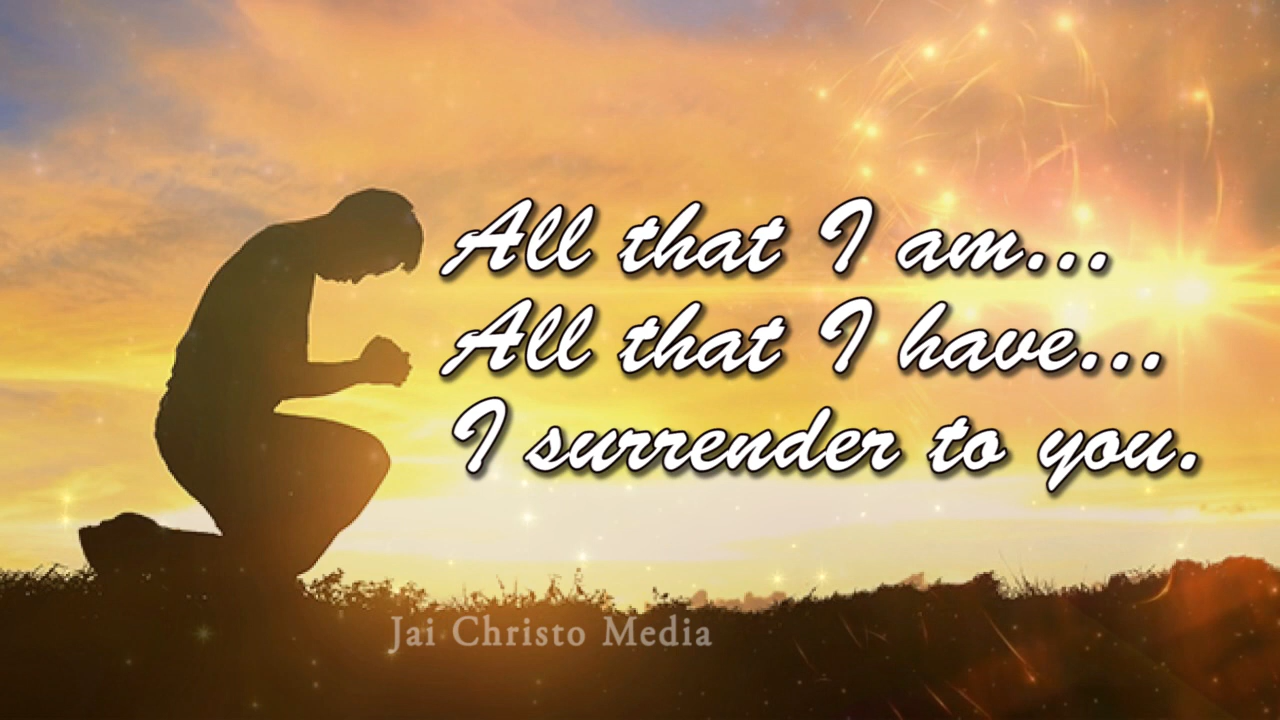 All that I am...
All that I have...
I surrender to you.
Jai Christo Media